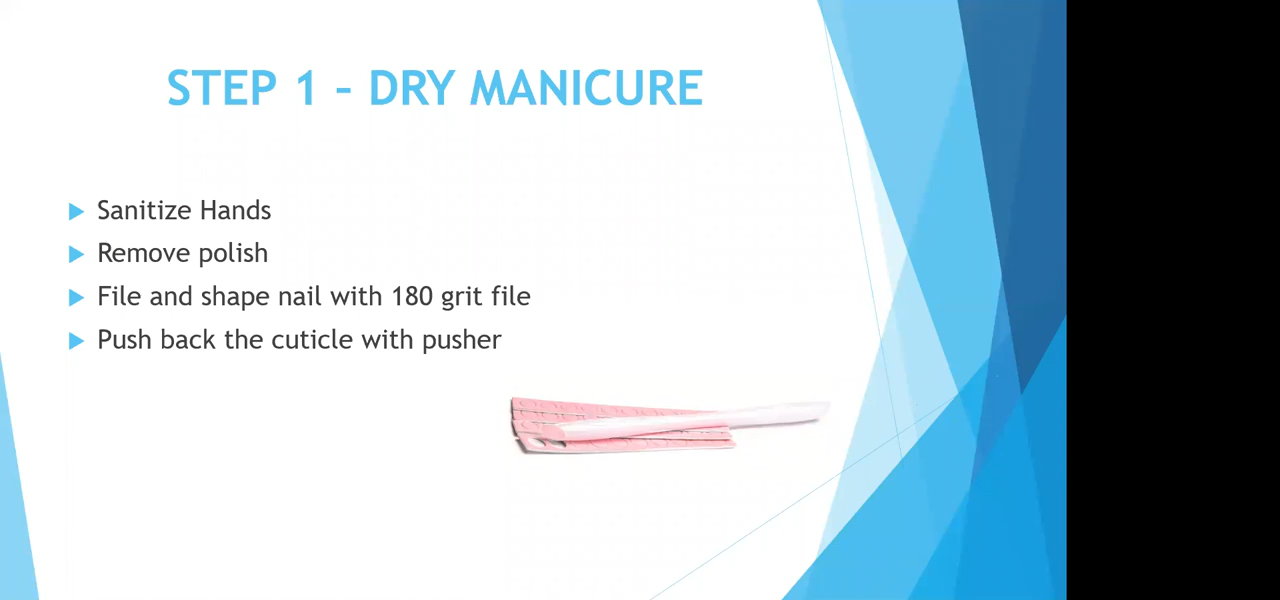 STEP 1 – DRY MANICURE
Sanitize Hands
Remove polish
File and shape nail with 180 grit file
Push back the cuticle with pusher